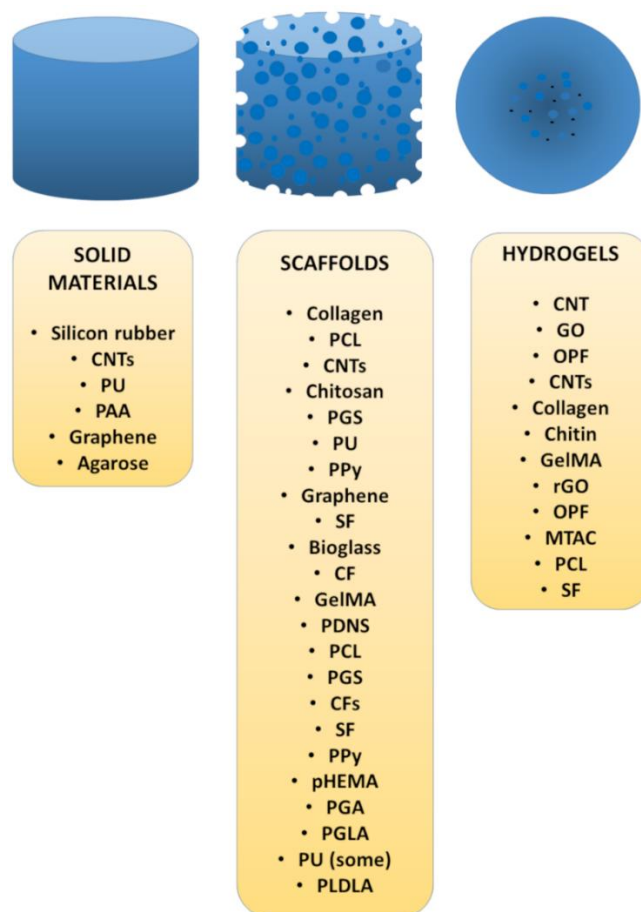 SOLID
MATERIALS
• Silicon rubber
• CNTs
• PU
• PAA
• Graphene
• Agarose
SCAFFOLDS
• Collagen
• PCL
• CNTs
• Chitosan
• PGS
• PU
• PPy
• Graphene
• SF
• Bioglass
• CF
• GelMA
• PDNS
• PCL
• PGS
• CFs
• SF
• PPy
• pHEMA
• PGA
• PGLA
• PU (some)
• PLDLA
HYDROGELS
• CNT
• GO
• OPF
• CNTs
• Collagen
• Chitin
• GelMA
• rGO
• OPF
• MTAC
• PCL
• SF